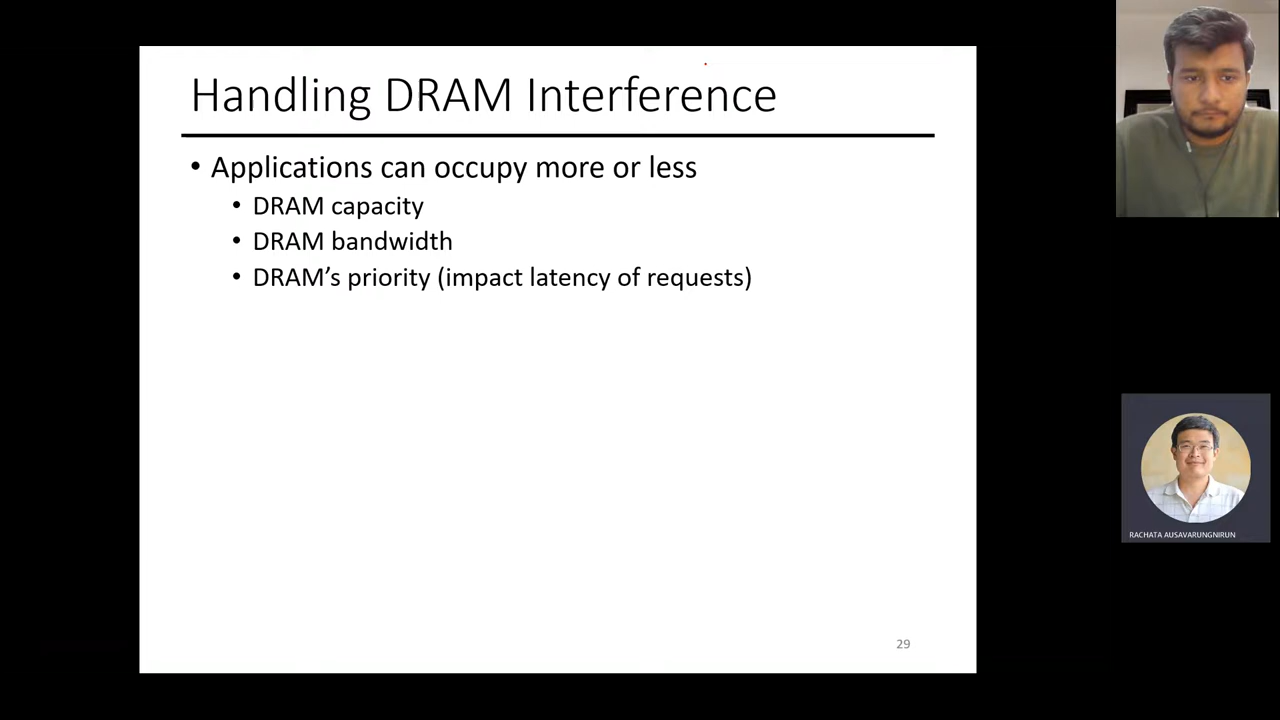 Handling DRAM Interference
• Applications can occupy more or less
• DRAM capacity
• DRAM bandwidth
• DRAM’s priority (impact latency of requests)
29
RACHATA AUSAVARUNGNIRUN